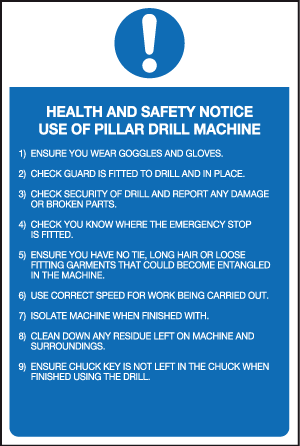 HEALTH AND SAFETY NOTICE
USE OF PILLAR DRILL MACHINE
1) ENSURE YOU WEAR GOGGLES AND GLOVES.
2) CHECK GUARD IS FITTED TO DRILL AND IN PLACE.
3) CHECK SECURITY OF DRILL AND REPORT ANY DAMAGE
OR BROKEN PARTS.
4) CHECK YOU KNOW WHERE THE EMERGENCY STOP
IS FITTED.
5) ENSURE YOU HAVE NO TIE, LONG HAIR OR LOOSE
FITTING GARMENTS THAT COULD BECOME ENTANGLED
IN THE MACHINE.
6) USE CORRECT SPEED FOR WORK BEING CARRIED OUT.
7) ISOLATE MACHINE WHEN FINISHED WITH.
8) CLEAN DOWN ANY RESIDUE LEFT ON MACHINE AND
SURROUNDINGS.
9) ENSURE CHUCK KEY IS NOT LEFT IN THE CHUCK WHEN
FINISHED USING THE DRILL.